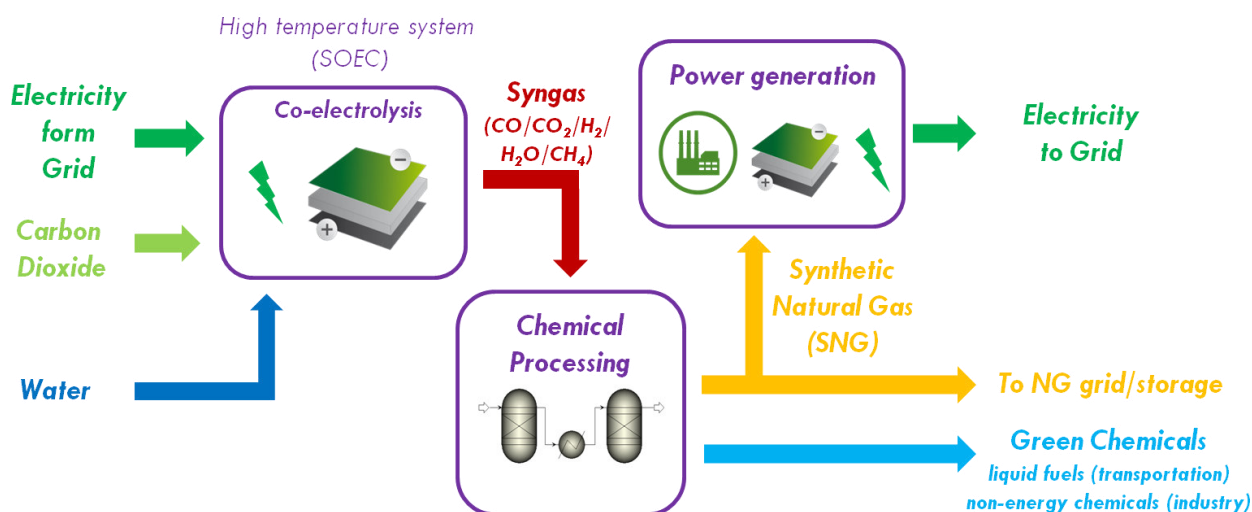 High temperature system
(SOEC)
Co-electrolysis
Electricity
form
Grid
Carbon
Dioxide
Water
Syngas
(CO/CO₂/H₂/
H₂O/CH₄)
Chemical
Processing
Power generation
Electricity
to Grid
Synthetic
Natural Gas
(SNG)
To NG grid/storage
Green Chemicals
liquid fuels (transportation)
non-energy chemicals (industry)